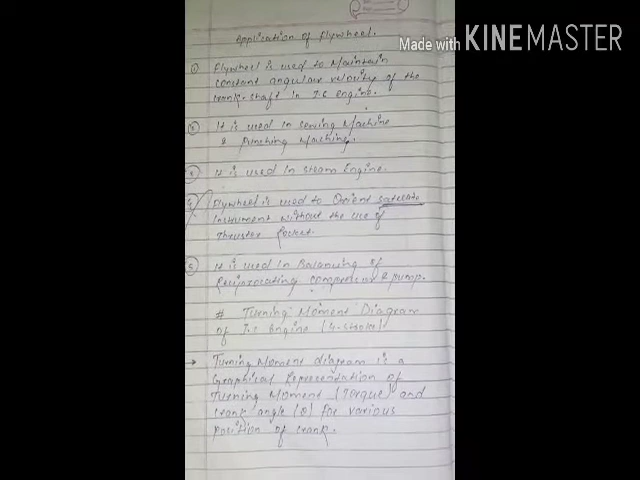 Made with KINEMASTER
Application of flywheel.
① Flywheel is used to Maintain
constant angular velocity of the
crank-shaft in I.C engine.
② It is used in Sewing Machine
& Punching Machine.
③ It is used in steam Engine.
④ Flywheel is used to Orient satellite
instrument without the use of
thruster rocket.
⑤ It is used in Balancing of
Reciprocating compressor & pump.
# Turning Moment Diagram
of I.C Engine (4-stroke)
→ Turning Moment diagram is a
Graphical Representation of
Turning Moment (Torque) and
crank angle (θ) for various
position of crank.